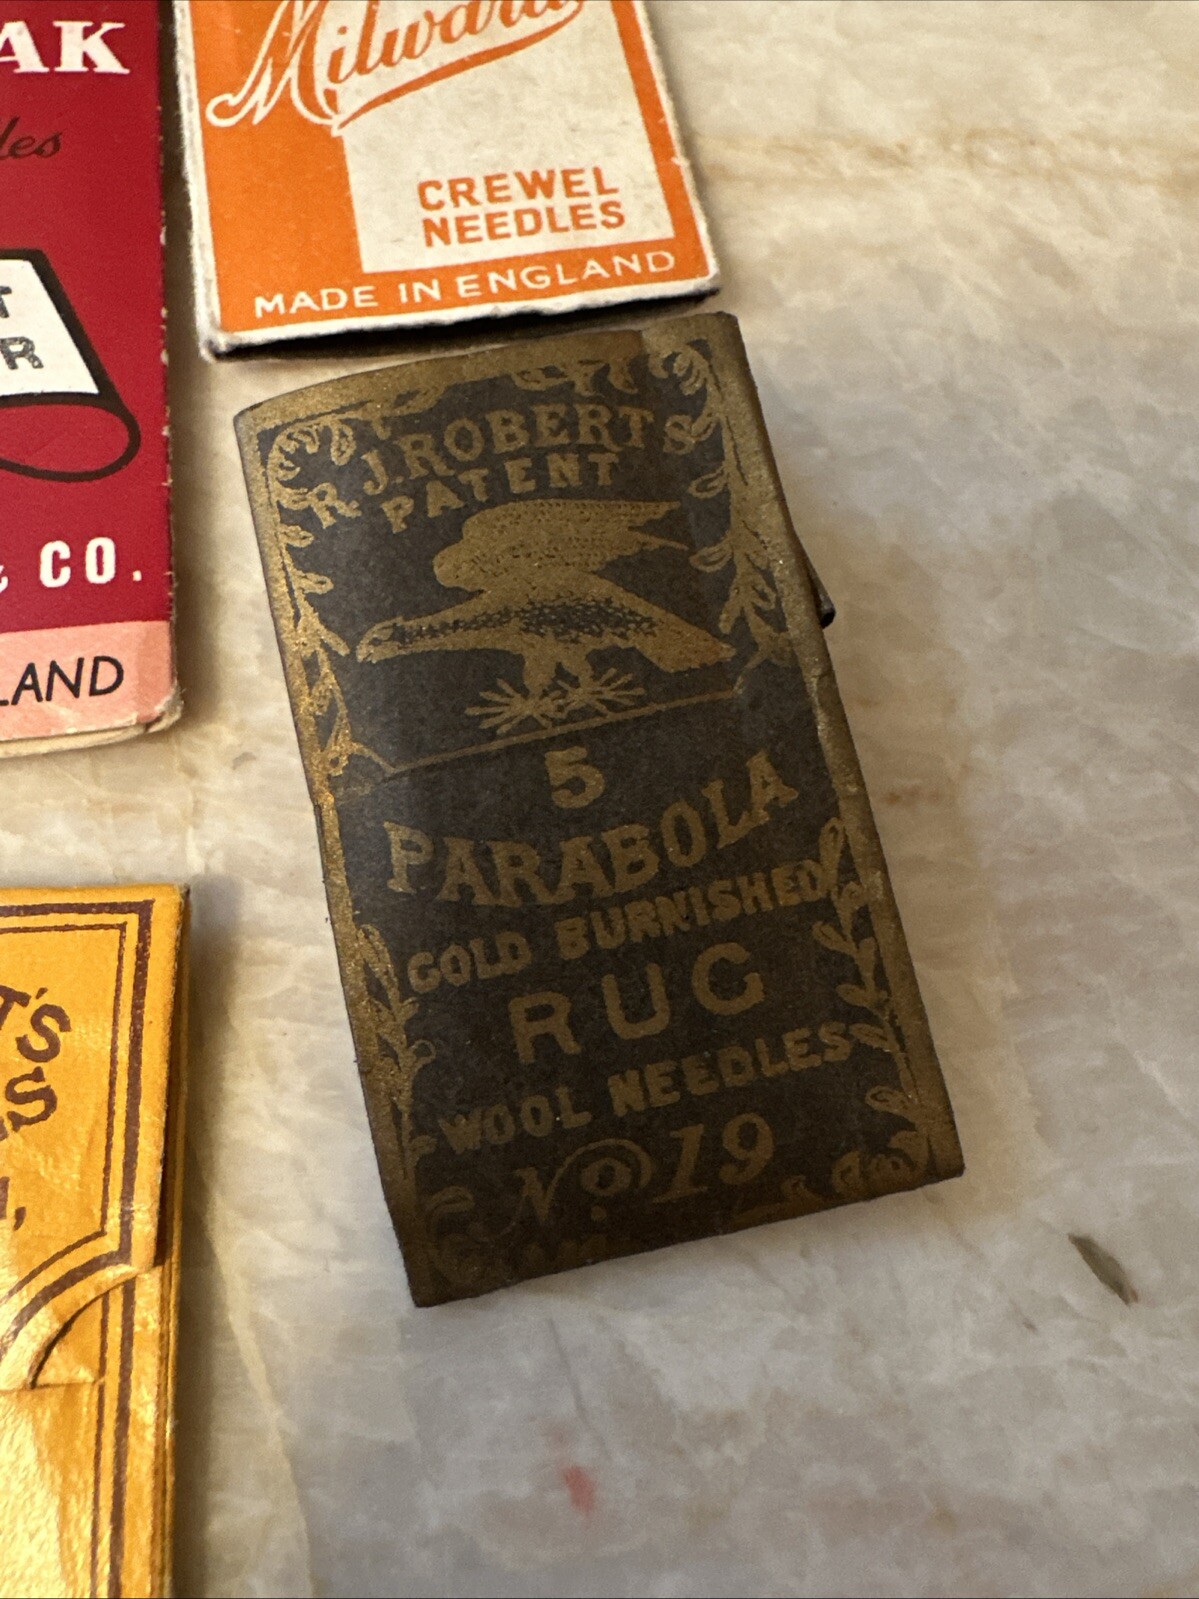 AK
les
T
R
& CO.
LAND
Milward
CREWEL
NEEDLES
MADE IN ENGLAND
R.J.ROBERT'S
PATENT
5
PARABOLA
GOLD BURNISHED
RUG
WOOL NEEDLES
No. 19
T'S
S